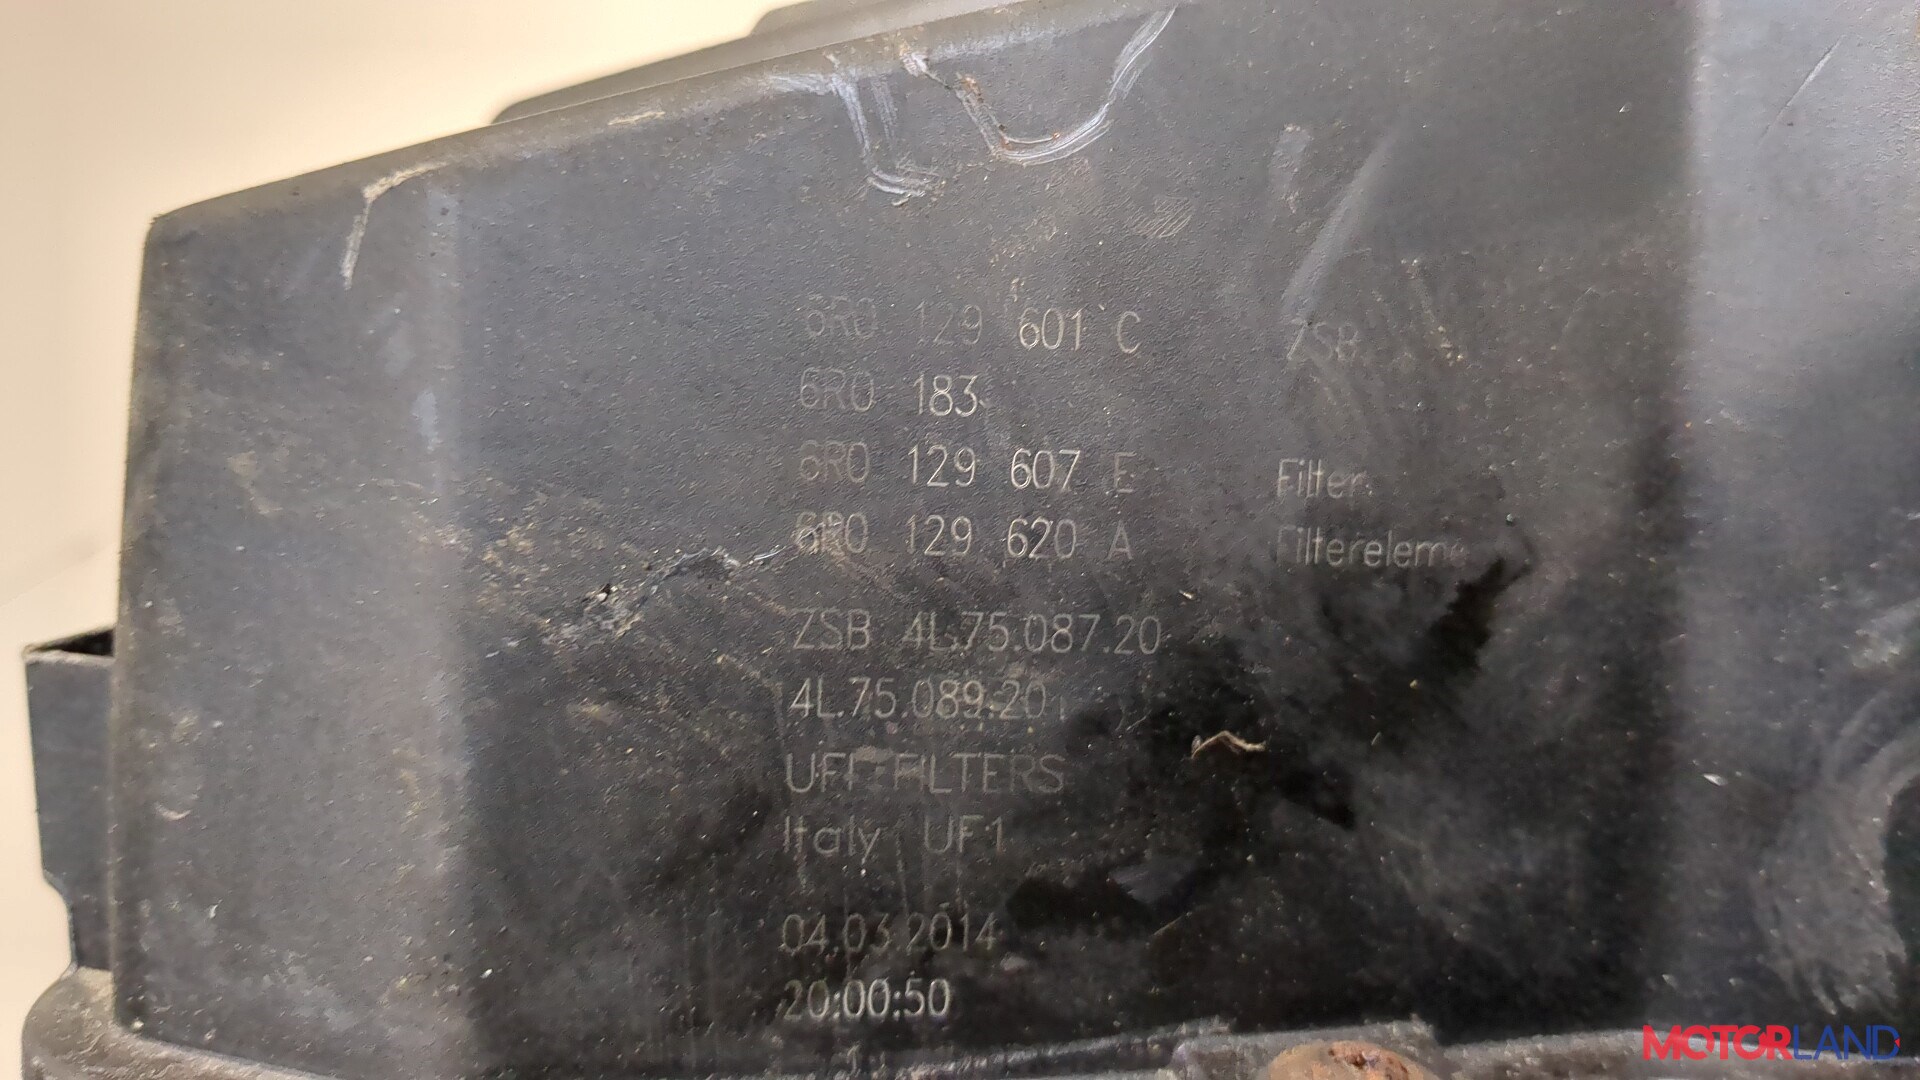 6R0 129 601 C ZSB
6R0 183
6R0 129 607 E Filter
6R0 129 620 A
ZSB 4L.75.087.20
4L.75.089.20
UFI FILTERS
Italy UF1
04.03.2014
20:00:50
MOTORLAND